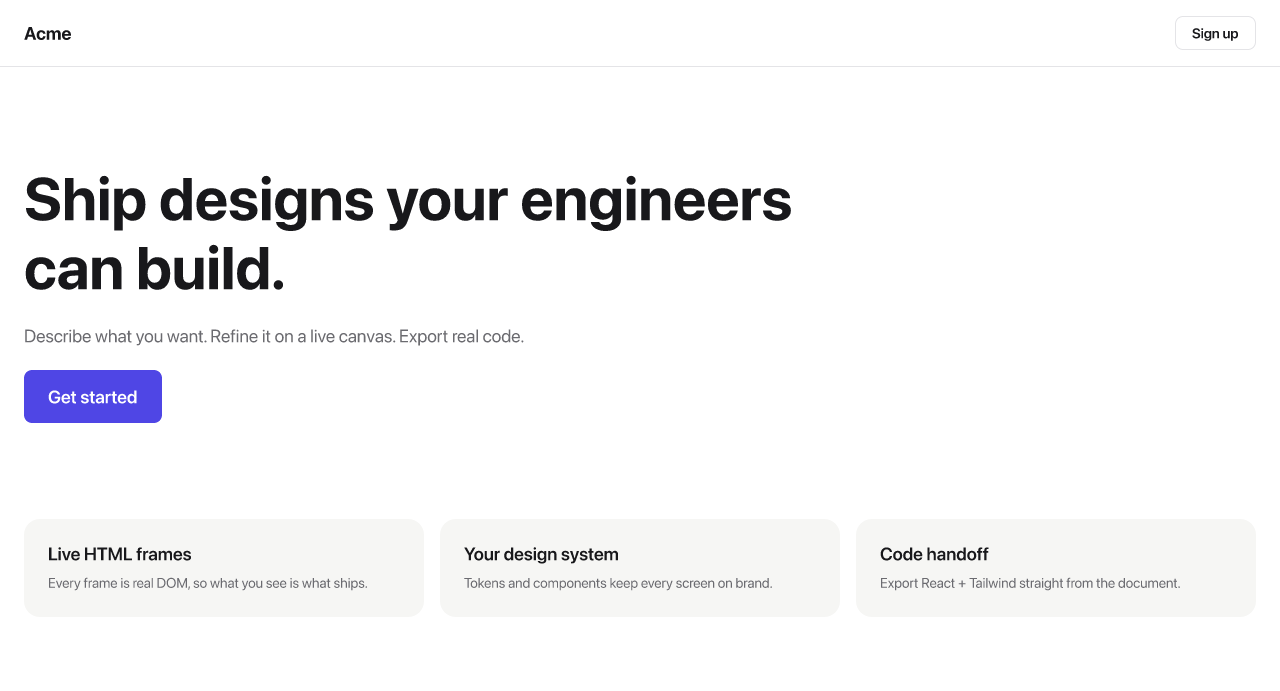 Acme
Sign up
Ship designs your engineers
can build.
Describe what you want. Refine it on a live canvas. Export real code.
Get started
Live HTML frames
Every frame is real DOM, so what you see is what ships.
Your design system
Tokens and components keep every screen on brand.
Code handoff
Export React + Tailwind straight from the document.